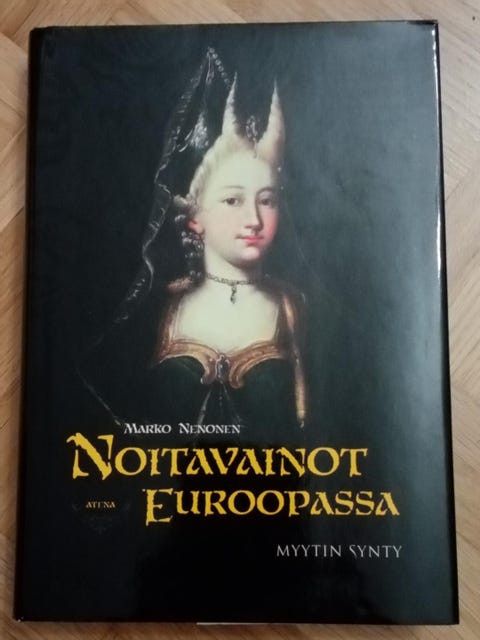 Marko Nenonen
Noitavainot
Atena
Euroopassa
Myytin synty